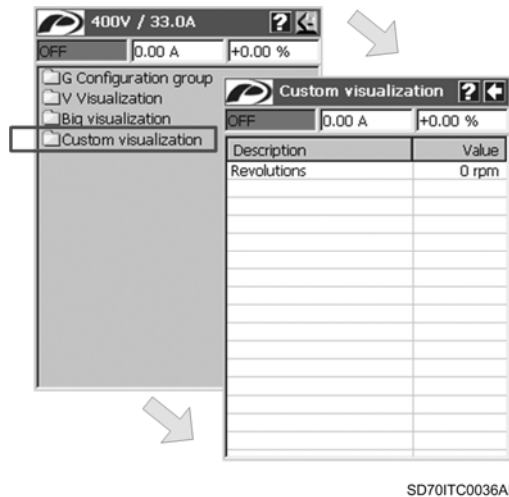 400V / 33.0A ?
OFF 0.00 A +0.00 %
G Configuration group
V Visualization
Big visualization
Custom visualization
Custom visualization ?
OFF 0.00 A +0.00 %
Description Value
Revolutions 0 rpm
SD70ITC0036A